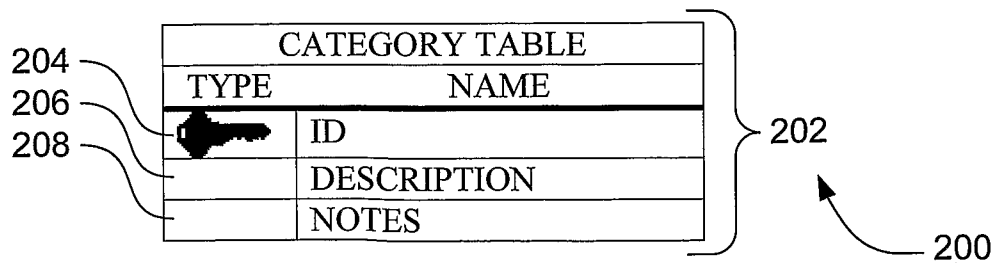 CATEGORY TABLE
204
TYPE NAME
206
ID
202
208
DESCRIPTION
NOTES
200